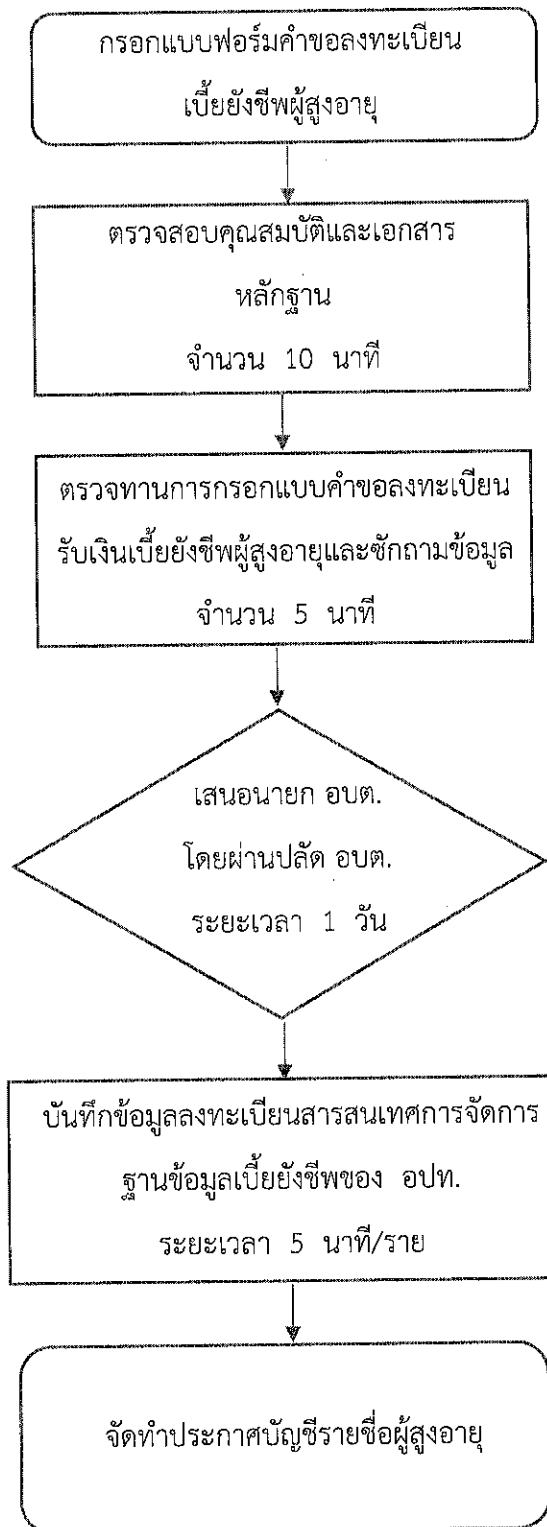 กรอกแบบฟอร์มคำขอลงทะเบียน
เบี้ยยังชีพผู้สูงอายุ
ตรวจสอบคุณสมบัติและเอกสาร
หลักฐาน
จำนวน 10 นาที
ตรวจทานการกรอกแบบคำขอลงทะเบียน
รับเงินเบี้ยยังชีพผู้สูงอายุและซักถามข้อมูล
จำนวน 5 นาที
เสนอนายก อบต.
โดยผ่านปลัด อบต.
ระยะเวลา 1 วัน
บันทึกข้อมูลลงทะเบียนสารสนเทศการจัดการ
ฐานข้อมูลเบี้ยยังชีพของ อปท.
ระยะเวลา 5 นาที/ราย
จัดทำประกาศบัญชีรายชื่อผู้สูงอายุ